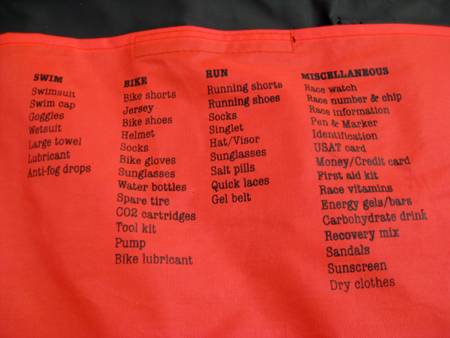 SWIM
Swimsuit
Swim cap
Goggles
Wetsuit
Large towel
Lubricant
Anti-fog drops
BIKE
Bike shorts
Jersey
Bike shoes
Helmet
Socks
Bike gloves
Sunglasses
Water bottles
Spare tire
CO2 cartridges
Tool kit
Pump
Bike lubricant
RUN
Running shorts
Running shoes
Socks
Singlet
Hat/Visor
Sunglasses
Salt pills
Quick laces
Gel belt
MISCELLANEOUS
Race watch
Race number & chip
Race information
Pen & Marker
Identification
USAT card
Money/Credit card
First aid kit
Race vitamins
Energy gels/bars
Carbohydrate drink
Recovery mix
Sandals
Sunscreen
Dry clothes